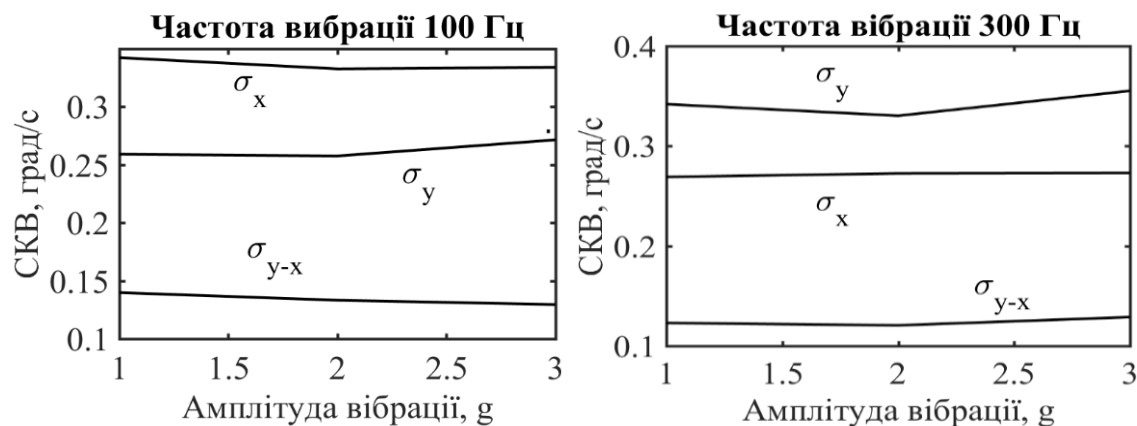 Частота вибрації 100 Гц
СКВ, град/с
0.3
0.25
0.2
0.15
0.1
σx
σy
σy-x
1
1.5
2
2.5
3
Амплітуда вібрації, g
Частота вібрації 300 Гц
СКВ, град/с
0.4
0.3
0.2
0.1
σy
σx
σy-x
1
1.5
2
2.5
3
Амплітуда вібрації, g